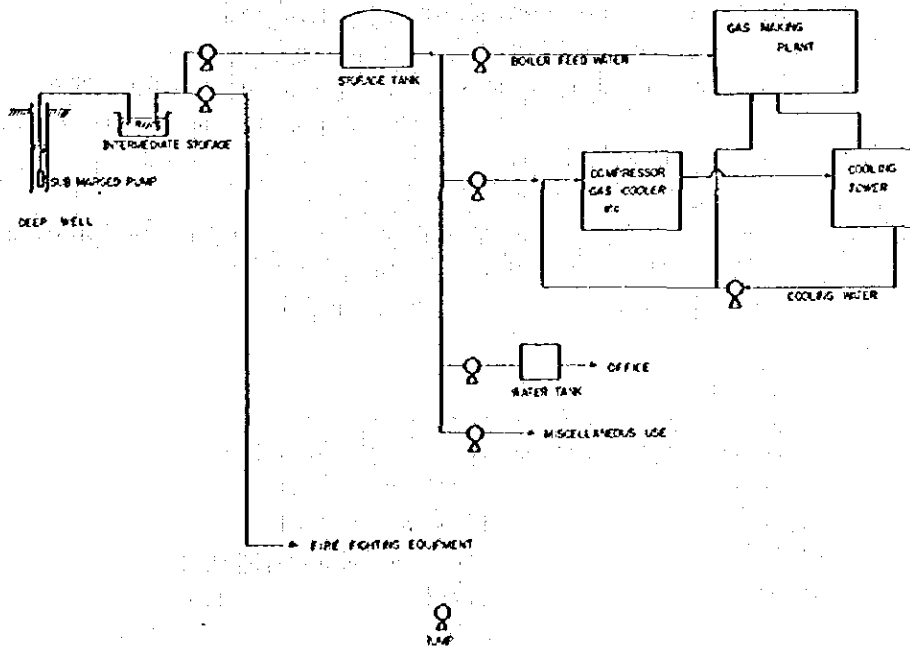 GAS MAKING
PLANT
STORAGE TANK
BOILER FEED WATER
INTERMEDIATE STORAGE
SUB MARGED PUMP
DEEP WELL
COMPRESSOR
GAS COOLER
etc
COOLING
TOWER
COOLING WATER
OFFICE
WATER TANK
MISCELLANEOUS USE
FIRE FIGHTING EQUIPMENT
PUMP